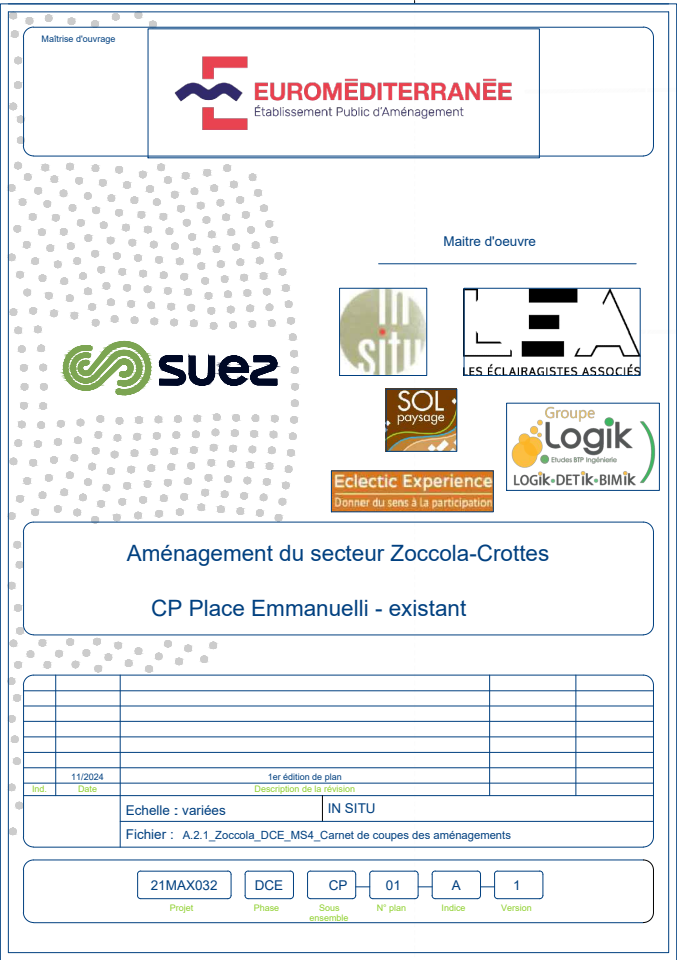 Maîtrise d'ouvrage
EUROMĒDITERRANÉE
Établissement Public d'Aménagement
Maitre d'oeuvre
in
situ
LEA
LES ÉCLAIRAGISTES ASSOCIÉS
suez
SOL
paysage
Groupe
Logik
Etudes BTP Ingénierie
LOGiK•DETiK•BIMiK
Eclectic Experience
Donner du sens à la participation
Aménagement du secteur Zoccola-Crottes
CP Place Emmanuelli - existant
11/2024 1er édition de plan
Ind. Date Description de la révision
Echelle : variées IN SITU
Fichier : A.2.1_Zoccola_DCE_MS4_Carnet de coupes des aménagements
21MAX032 DCE CP 01 A 1
Projet Phase Sous ensemble N° plan Indice Version